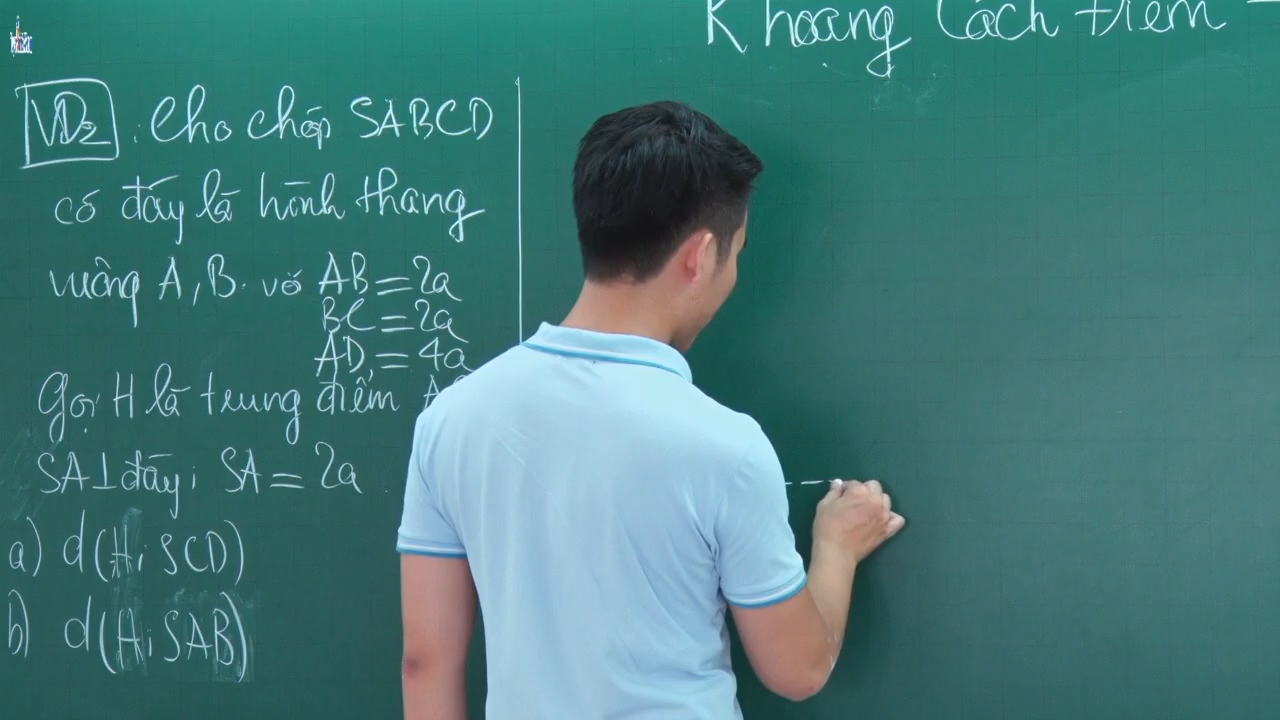 Khoảng Cách điểm
VD2 : Cho chóp SABCD
có đáy là hình thang
vuông A, B. vố AB = 2a
BC = 2a
AD = 4a
Gọi H là trung điểm
SA⊥đáy; SA = 2a
a) d(H; SCD)
b) d(H; SAB)